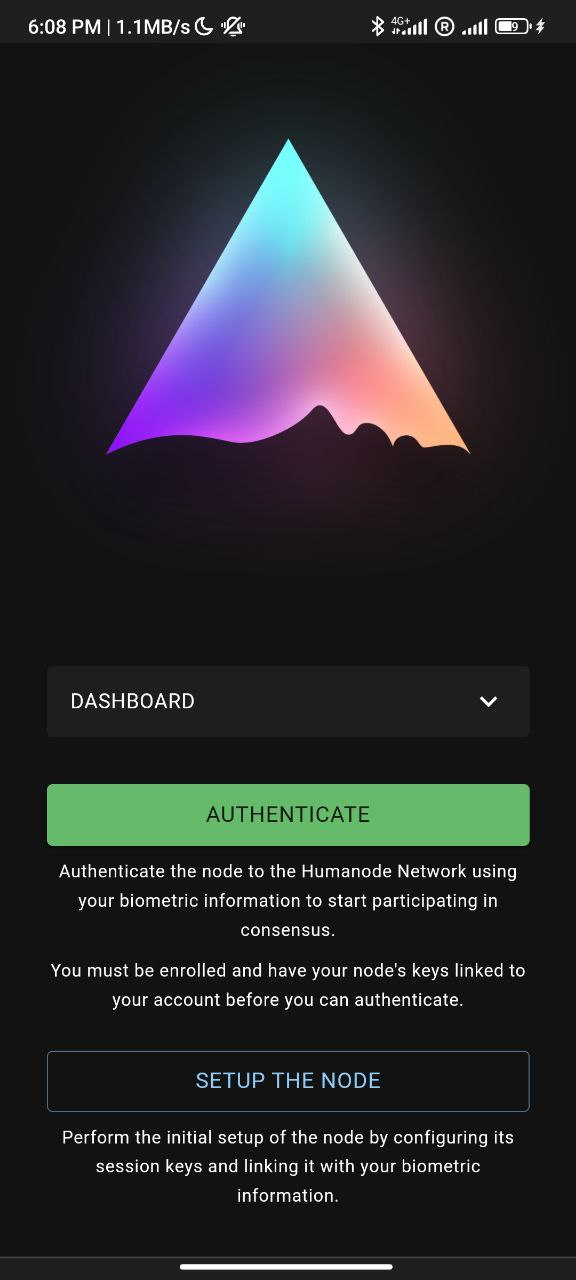 6:08 PM | 1.1MB/s 4G+ R 9
DASHBOARD
AUTHENTICATE
Authenticate the node to the Humanode Network using
your biometric information to start participating in
consensus.
You must be enrolled and have your node's keys linked to
your account before you can authenticate.
SETUP THE NODE
Perform the initial setup of the node by configuring its
session keys and linking it with your biometric
information.